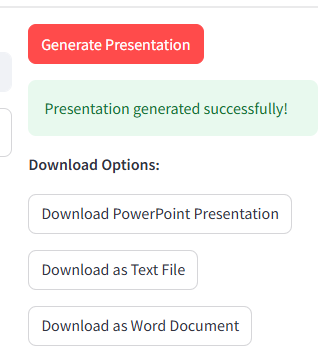 Generate Presentation
Presentation generated successfully!
Download Options:
Download PowerPoint Presentation
Download as Text File
Download as Word Document